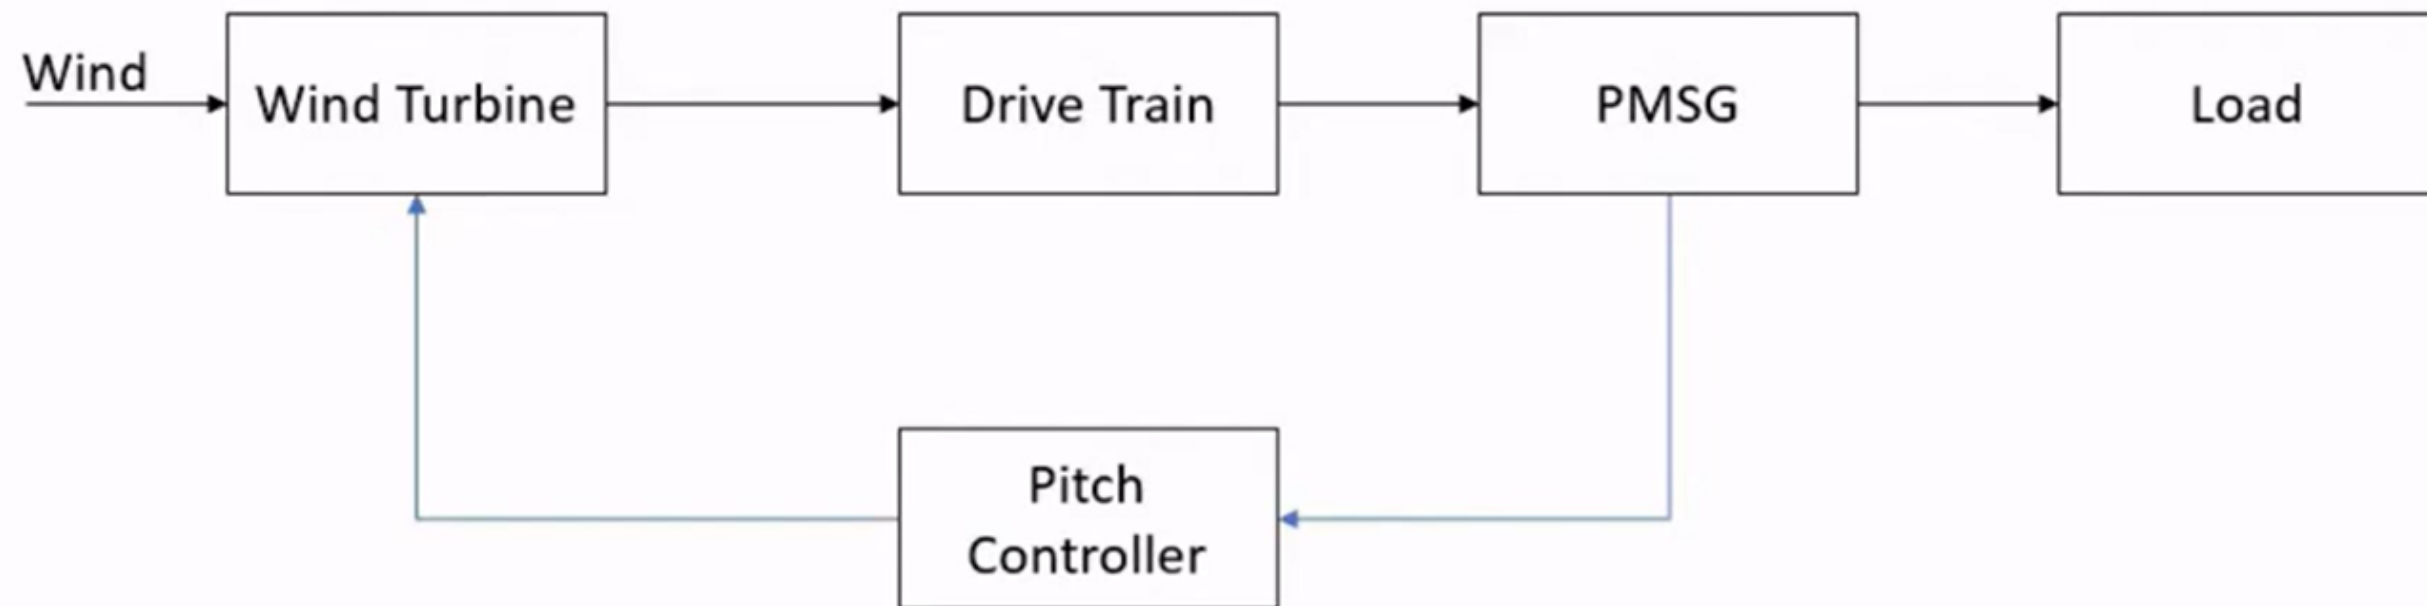 Wind
Wind Turbine
Drive Train
PMSG
Load
Pitch
Controller